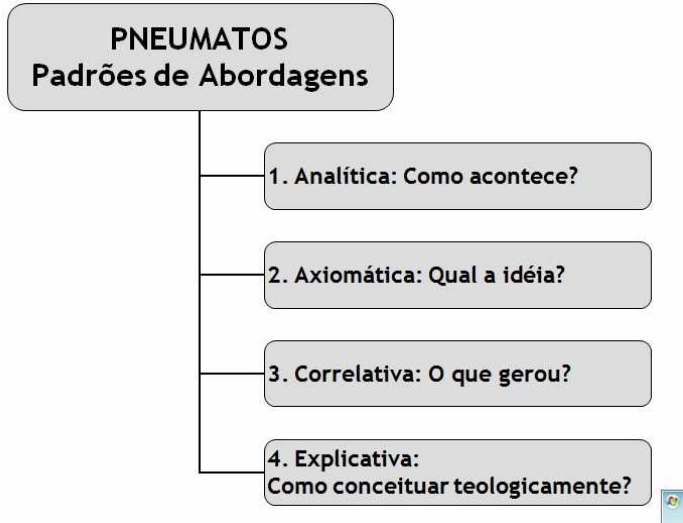 PNEUMATOS
Padrões de Abordagens
1. Analítica: Como acontece?
2. Axiomática: Qual a idéia?
3. Correlativa: O que gerou?
4. Explicativa:
Como conceituar teologicamente?